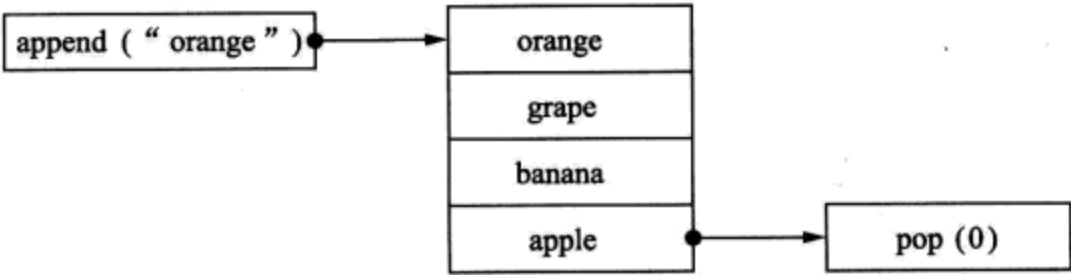 append ( “ orange ” )
orange
grape
banana
apple
pop (0)